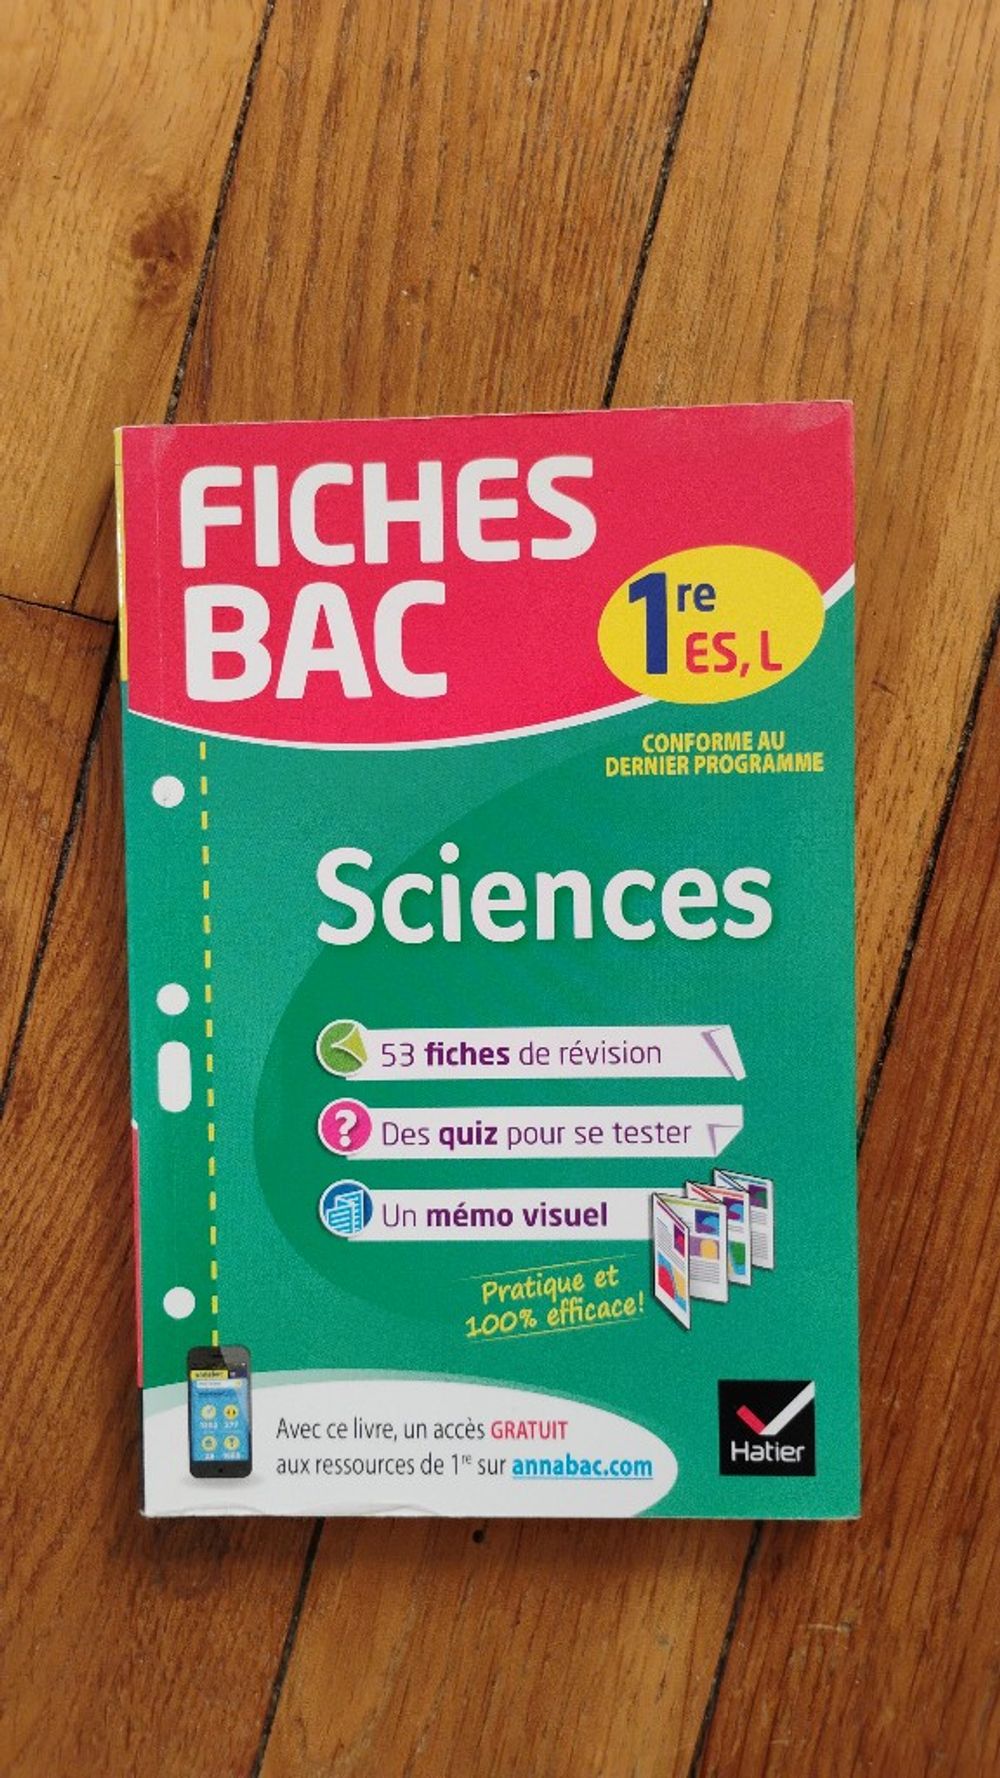 FICHES
BAC
1re
ES, L
CONFORME AU
DERNIER PROGRAMME
Sciences
53 fiches de révision
? Des quiz pour se tester
Un mémo visuel
Pratique et
100% efficace!
Avec ce livre, un accès GRATUIT
aux ressources de 1re sur annabac.com
Hatier